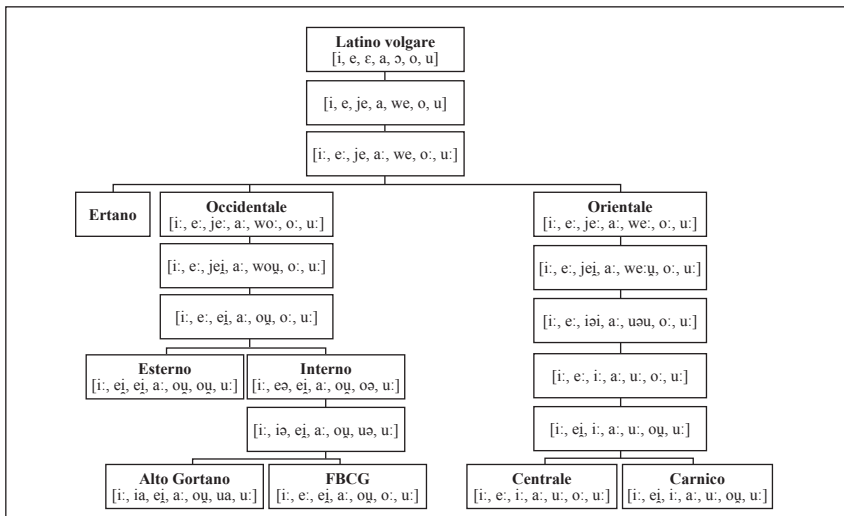 Latino volgare
[i, e, ɛ, a, ɔ, o, u]
[i, e, je, a, we, o, u]
[iː, eː, je, aː, we, oː, uː]
Ertano
Occidentale
[iː, eː, jeː, aː, woː, oː, uː]
Orientale
[iː, eː, jeː, aː, weː, oː, uː]
[iː, eː, jei̯, aː, wou̯, oː, uː]
[iː, eː, jei̯, aː, weːu̯, oː, uː]
[iː, eː, ei̯, aː, ou̯, oː, uː]
[iː, eː, iəi, aː, uəu, oː, uː]
Esterno
[iː, ei̯, ei̯, aː, ou̯, ou̯, uː]
Interno
[iː, eə, ei̯, aː, ou̯, oə, uː]
[iː, eː, iː, aː, uː, oː, uː]
[iː, iə, ei̯, aː, ou̯, uə, uː]
[iː, ei̯, iː, aː, uː, ou̯, uː]
Alto Gortano
[iː, ia, ei̯, aː, ou̯, ua, uː]
FBCG
[iː, eː, ei̯, aː, ou̯, oː, uː]
Centrale
[iː, eː, iː, aː, uː, oː, uː]
Carnico
[iː, ei̯, iː, aː, uː, ou̯, uː]